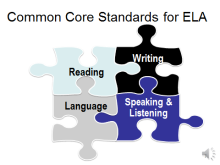 Common Core Standards for ELA
Reading
Writing
Language
Speaking &
Listening